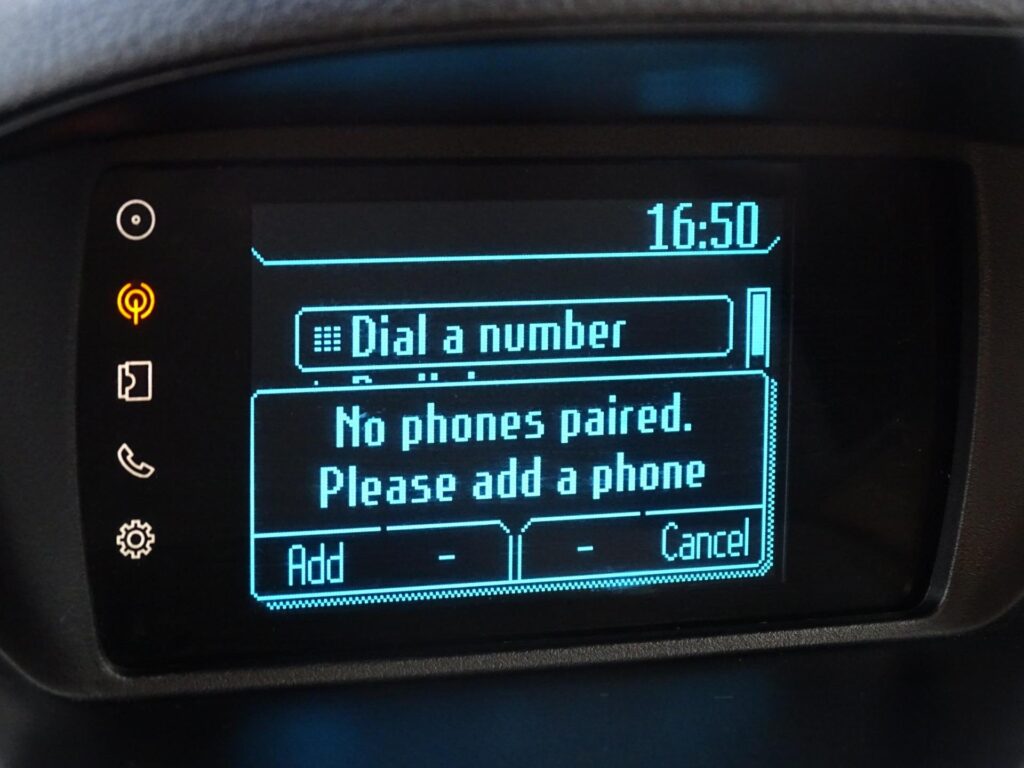 16:50
Dial a number
No phones paired.
Please add a phone
Add - - Cancel